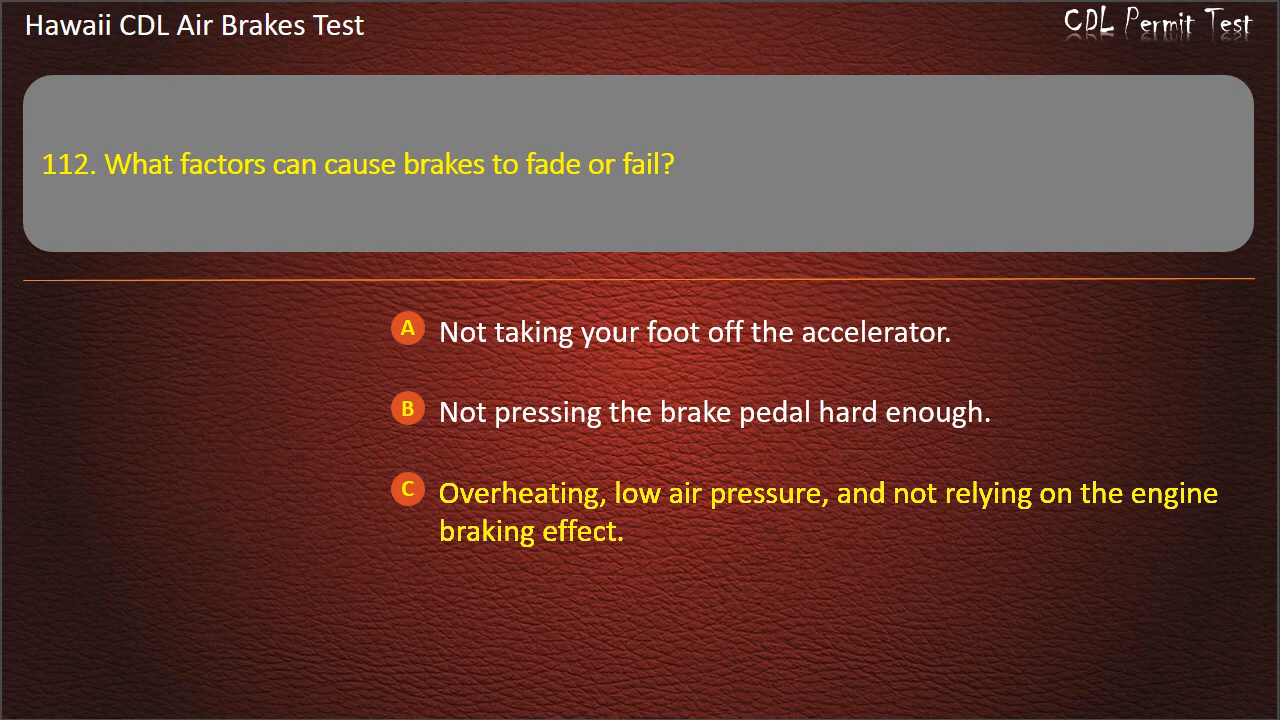 Hawaii CDL Air Brakes Test
CDL Permit Test
112. What factors can cause brakes to fade or fail?
A Not taking your foot off the accelerator.
B Not pressing the brake pedal hard enough.
C Overheating, low air pressure, and not relying on the engine
braking effect.